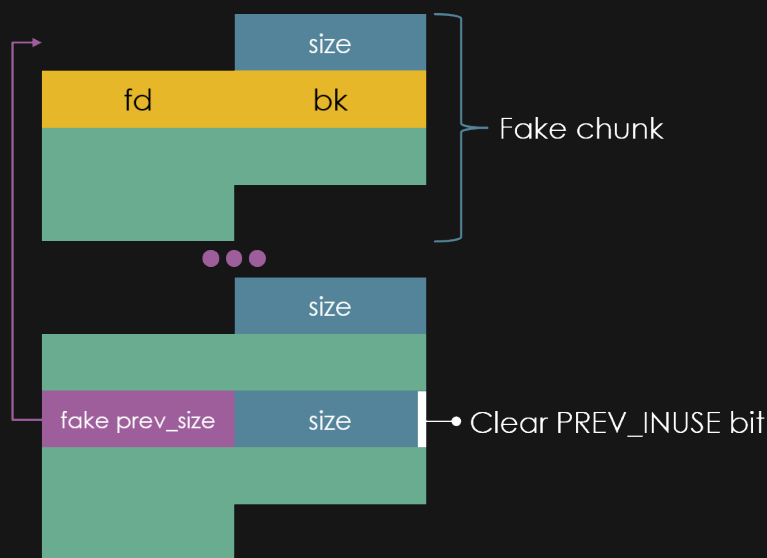 size
fd
bk
Fake chunk
size
fake prev_size
size
Clear PREV_INUSE bit